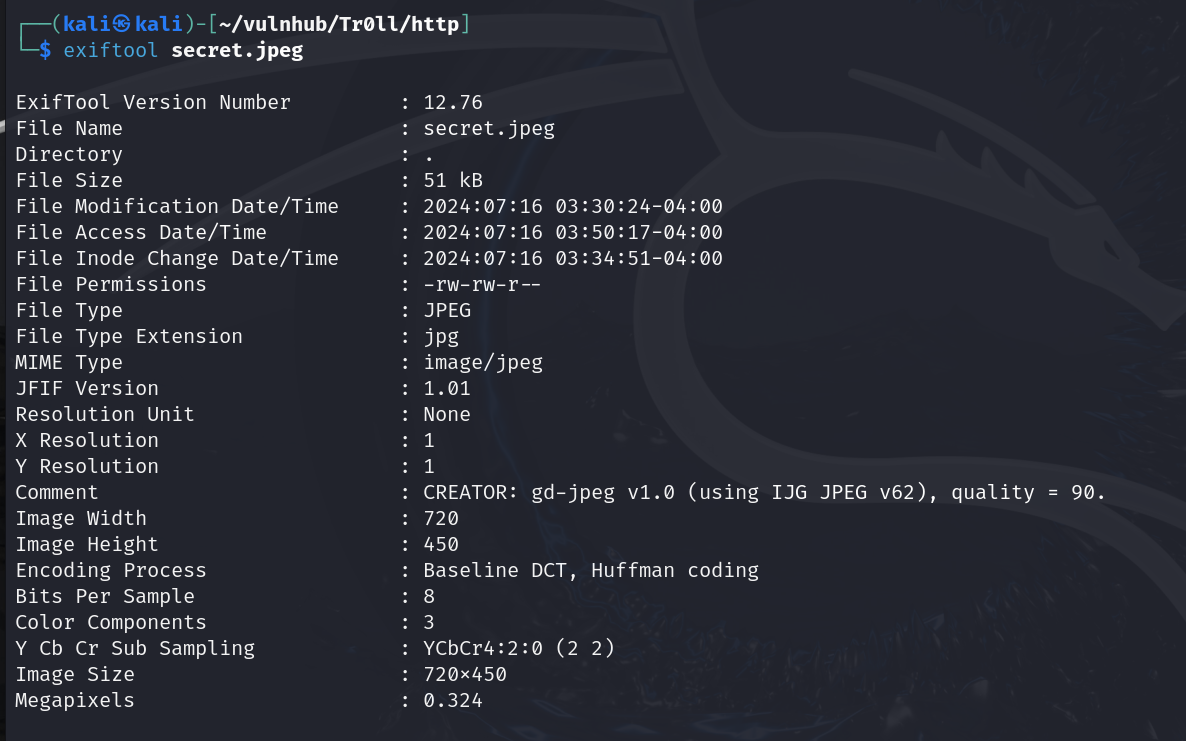 ┌──(kali㉿kali)-[~/vulnhub/Tr0ll/http]
└─$ exiftool secret.jpeg
ExifTool Version Number         : 12.76
File Name                       : secret.jpeg
Directory                       : .
File Size                       : 51 kB
File Modification Date/Time     : 2024:07:16 03:30:24-04:00
File Access Date/Time           : 2024:07:16 03:50:17-04:00
File Inode Change Date/Time     : 2024:07:16 03:34:51-04:00
File Permissions                : -rw-rw-r--
File Type                       : JPEG
File Type Extension             : jpg
MIME Type                       : image/jpeg
JFIF Version                    : 1.01
Resolution Unit                 : None
X Resolution                    : 1
Y Resolution                    : 1
Comment                         : CREATOR: gd-jpeg v1.0 (using IJG JPEG v62), quality = 90.
Image Width                     : 720
Image Height                    : 450
Encoding Process                : Baseline DCT, Huffman coding
Bits Per Sample                 : 8
Color Components                : 3
Y Cb Cr Sub Sampling            : YCbCr4:2:0 (2 2)
Image Size                      : 720x450
Megapixels                      : 0.324